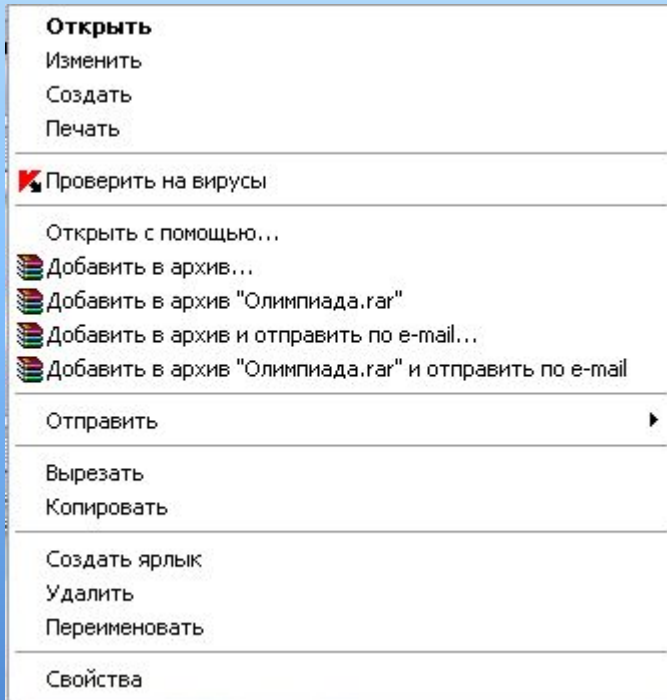 Открыть
Изменить
Создать
Печать
Проверить на вирусы
Открыть с помощью...
Добавить в архив...
Добавить в архив "Олимпиада.rar"
Добавить в архив и отправить по e-mail...
Добавить в архив "Олимпиада.rar" и отправить по e-mail
Отправить
Вырезать
Копировать
Создать ярлык
Удалить
Переименовать
Свойства